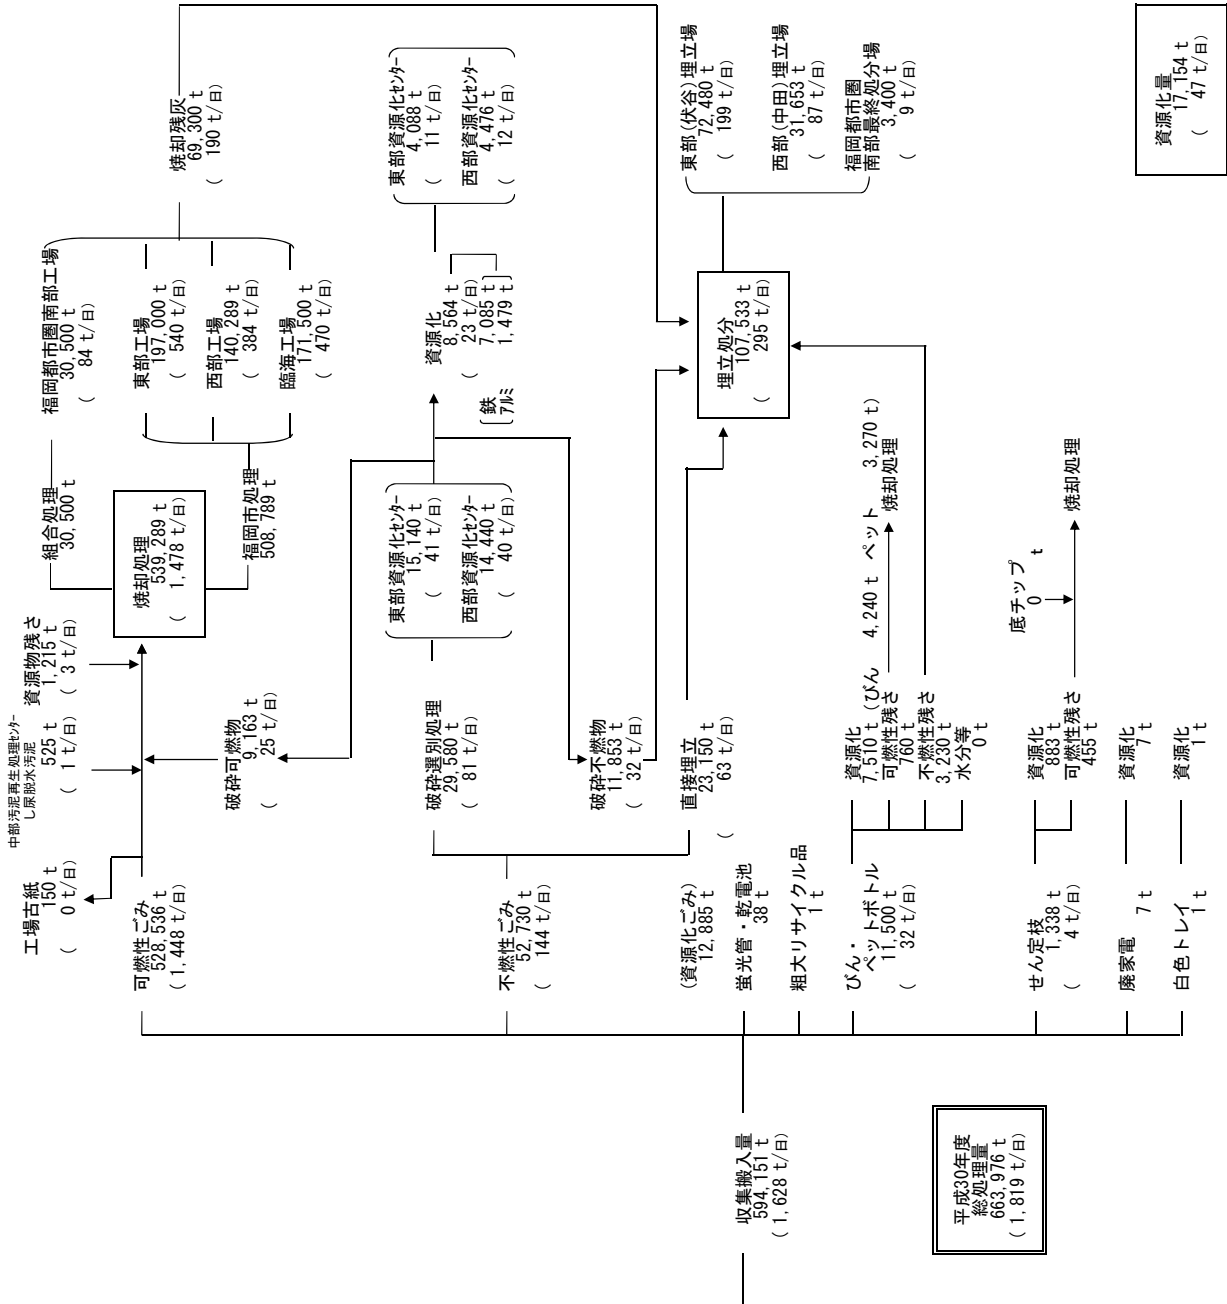 平成30年度
総処理量
663,976 t
( 1,819 t/日)
収集搬入量
594,151 t
( 1,628 t/日)
工場古紙
150 t
( 0 t/日)
中部汚泥再生処理センター
し尿脱水汚泥
525 t
( 1 t/日)
資源物残さ
1,215 t
( 3 t/日)
可燃性ごみ
528,536 t
( 1,448 t/日)
破砕可燃物
9,163 t
( 25 t/日)
焼却処理
539,289 t
( 1,478 t/日)
組合処理
30,500 t
福岡市処理
508,789 t
福岡都市圏南部工場
30,500 t
( 84 t/日)
東部工場
197,000 t
( 540 t/日)
西部工場
140,289 t
( 384 t/日)
臨海工場
171,500 t
( 470 t/日)
焼却残灰
69,300 t
( 190 t/日)
不燃性ごみ
52,730 t
( 144 t/日)
破砕選別処理
29,580 t
( 81 t/日)
東部資源化センター
15,140 t
( 41 t/日)
西部資源化センター
14,440 t
( 40 t/日)
資源化
8,564 t
( 23 t/日)
鉄 7,085 t
アルミ 1,479 t
東部資源化センター
4,088 t
( 11 t/日)
西部資源化センター
4,476 t
( 12 t/日)
破砕不燃物
11,853 t
( 32 t/日)
直接埋立
23,150 t
( 63 t/日)
埋立処分
107,533 t
( 295 t/日)
東部(伏谷)埋立場
72,480 t
( 199 t/日)
西部(中田)埋立場
31,653 t
( 87 t/日)
福岡都市圏
南部最終処分場
3,400 t
( 9 t/日)
(資源化ごみ)
12,885 t
蛍光管・乾電池
38 t
粗大リサイクル品
1 t
びん・
ペットボトル
11,500 t
( 32 t/日)
資源化
7,510 t (びん 4,240 t ペット 3,270 t)
可燃性残さ
760 t
焼却処理
不燃性残さ
3,230 t
水分等
0 t
せん定枝
1,338 t
( 4 t/日)
資源化
883 t
可燃性残さ
455 t
底チップ
0 t
焼却処理
廃家電
7 t
資源化
7 t
白色トレイ
1 t
資源化
1 t
資源化量
17,154 t
( 47 t/日)